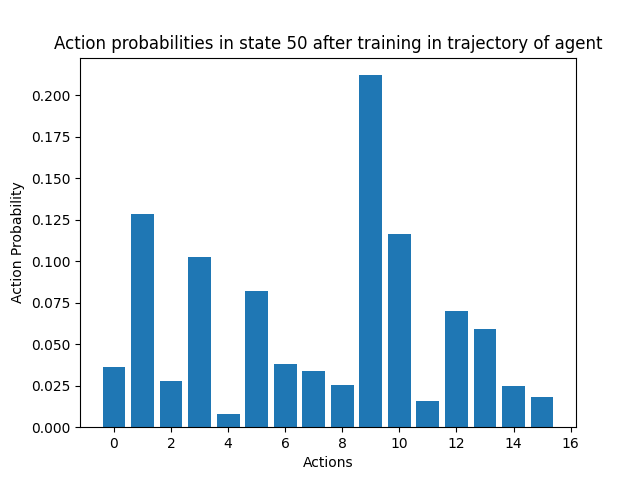 Action probabilities in state 50 after training in trajectory of agent
0.200
0.175
0.150
0.125
0.100
0.075
0.050
0.025
0.000
Action Probability
0 2 4 6 8 10 12 14 16
Actions